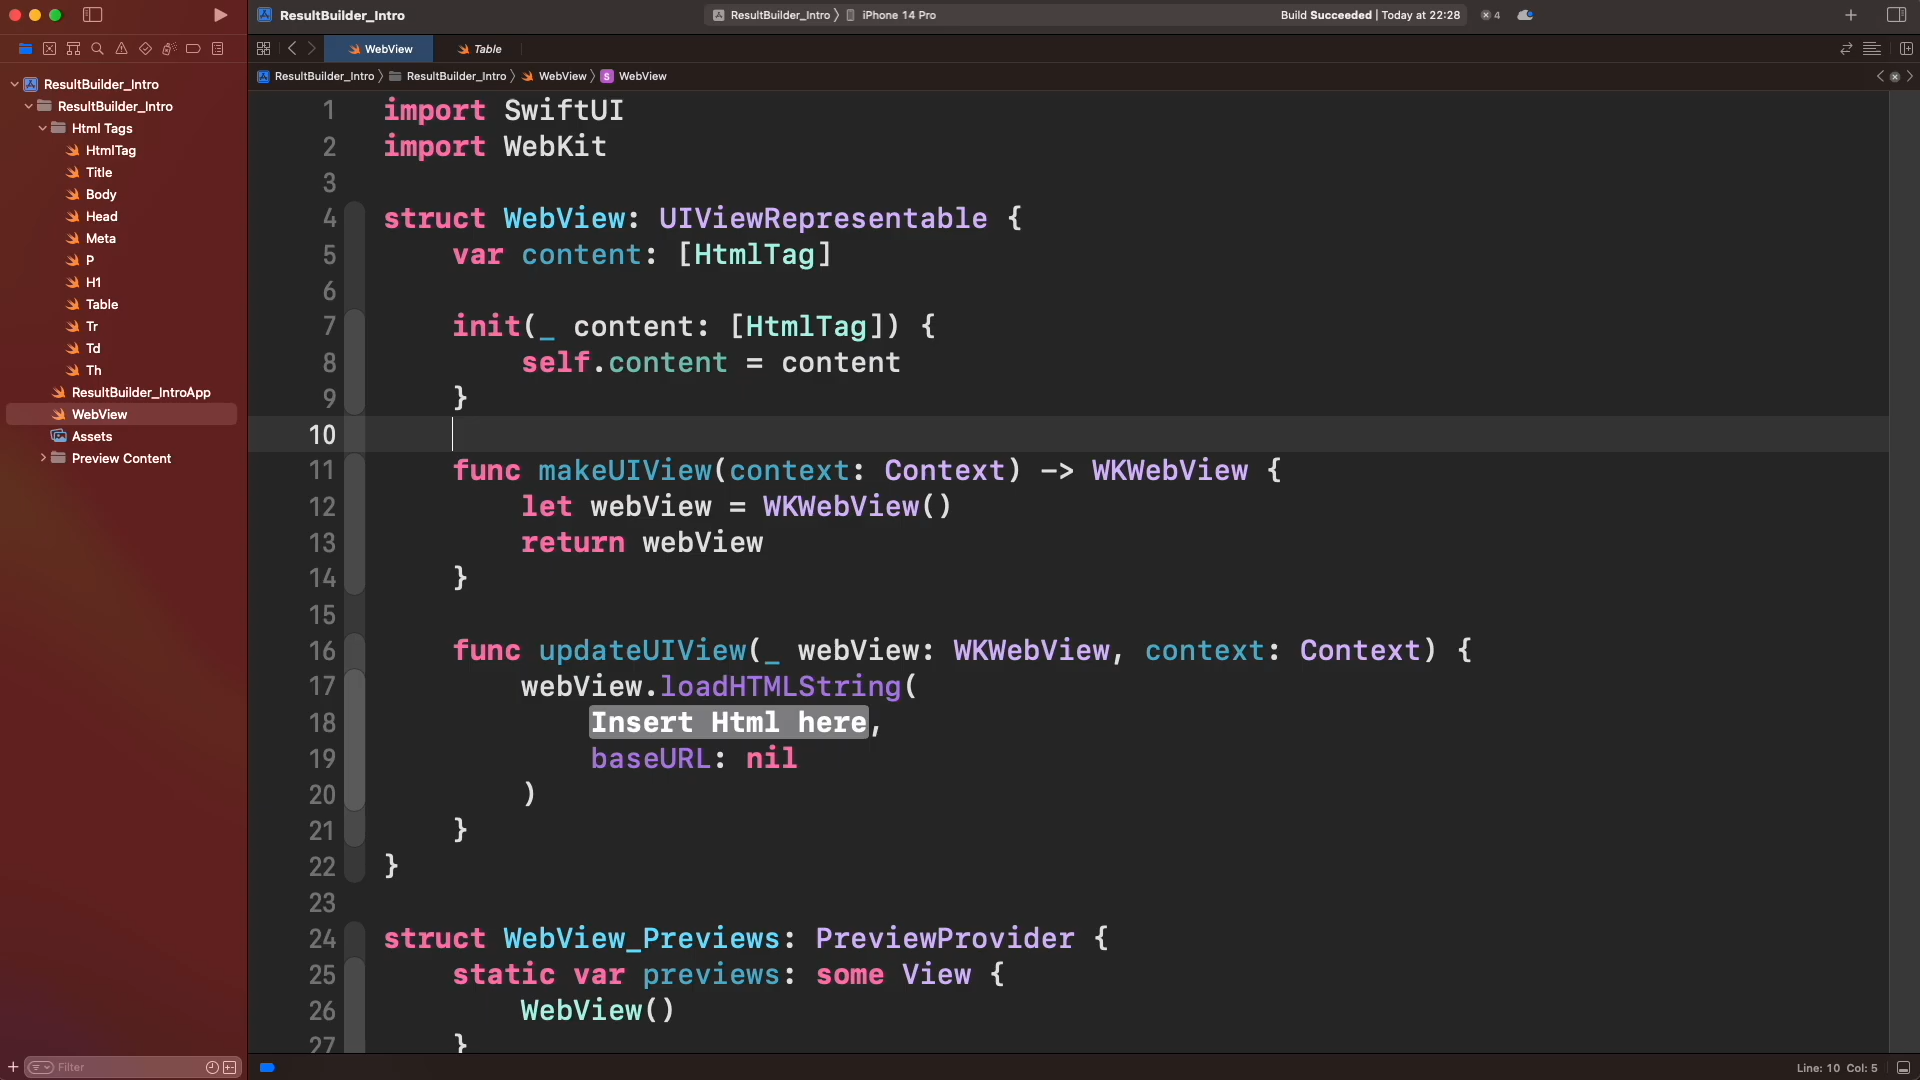 ResultBuilder_Intro
ResultBuilder_Intro
iPhone 14 Pro
Build Succeeded | Today at 22:28
4
WebView
Table
ResultBuilder_Intro
ResultBuilder_Intro
WebView
S
WebView
ResultBuilder_Intro
ResultBuilder_Intro
Html Tags
HtmlTag
Title
Body
Head
Meta
P
H1
Table
Tr
Td
Th
ResultBuilder_IntroApp
WebView
Assets
Preview Content
1 import SwiftUI
2 import WebKit
3
4 struct WebView: UIViewRepresentable {
5 var content: [HtmlTag]
6
7 init(_ content: [HtmlTag]) {
8 self.content = content
9 }
10
11 func makeUIView(context: Context) -> WKWebView {
12 let webView = WKWebView()
13 return webView
14 }
15
16 func updateUIView(_ webView: WKWebView, context: Context) {
17 webView.loadHTMLString(
18 Insert Html here,
19 baseURL: nil
20 )
21 }
22 }
23
24 struct WebView_Previews: PreviewProvider {
25 static var previews: some View {
26 WebView()
27 }
Filter
Line: 10 Col: 5